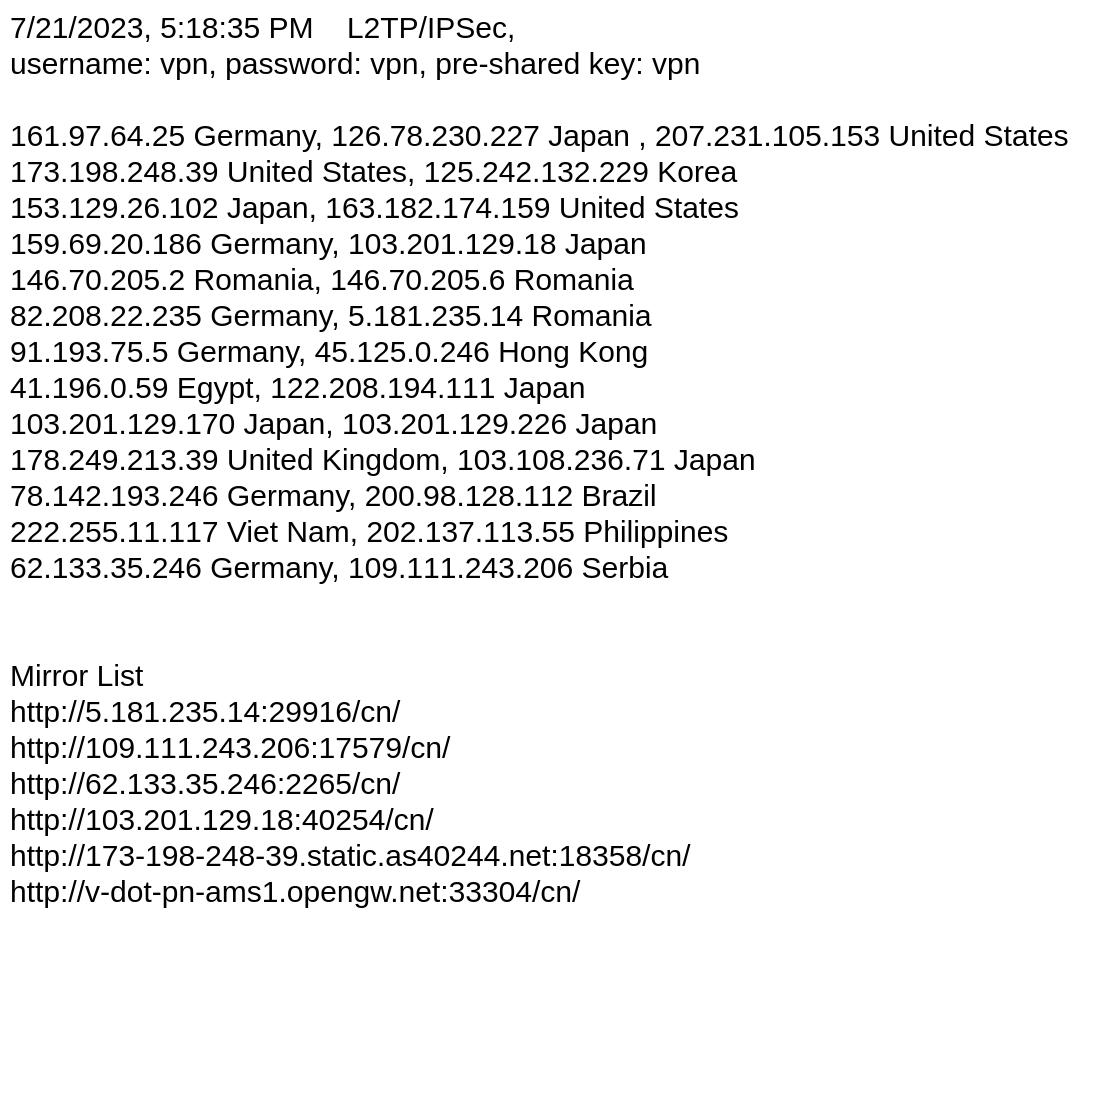 7/21/2023, 5:18:35 PM    L2TP/IPSec,
username: vpn, password: vpn, pre-shared key: vpn
161.97.64.25 Germany, 126.78.230.227 Japan , 207.231.105.153 United States
173.198.248.39 United States, 125.242.132.229 Korea
153.129.26.102 Japan, 163.182.174.159 United States
159.69.20.186 Germany, 103.201.129.18 Japan
146.70.205.2 Romania, 146.70.205.6 Romania
82.208.22.235 Germany, 5.181.235.14 Romania
91.193.75.5 Germany, 45.125.0.246 Hong Kong
41.196.0.59 Egypt, 122.208.194.111 Japan
103.201.129.170 Japan, 103.201.129.226 Japan
178.249.213.39 United Kingdom, 103.108.236.71 Japan
78.142.193.246 Germany, 200.98.128.112 Brazil
222.255.11.117 Viet Nam, 202.137.113.55 Philippines
62.133.35.246 Germany, 109.111.243.206 Serbia
Mirror List
http://5.181.235.14:29916/cn/
http://109.111.243.206:17579/cn/
http://62.133.35.246:2265/cn/
http://103.201.129.18:40254/cn/
http://173-198-248-39.static.as40244.net:18358/cn/
http://v-dot-pn-ams1.opengw.net:33304/cn/